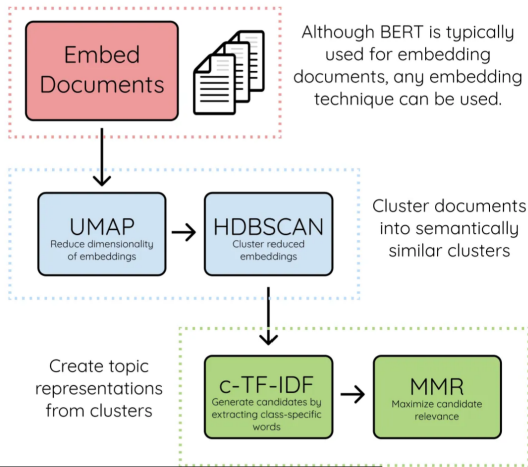 Embed
Documents
Although BERT is typically
used for embedding
documents, any embedding
technique can be used.
UMAP
Reduce dimensionality
of embeddings
HDBSCAN
Cluster reduced
embeddings
Cluster documents
into semantically
similar clusters
Create topic
representations
from clusters
c-TF-IDF
Generate candidates by
extracting class-specific
words
MMR
Maximize candidate
relevance